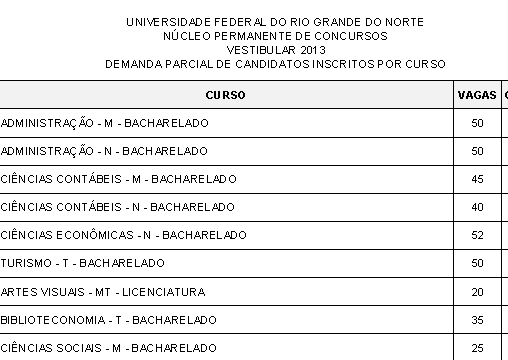 UNIVERSIDADE FEDERAL DO RIO GRANDE DO NORTE
NÚCLEO PERMANENTE DE CONCURSOS
VESTIBULAR 2013
DEMANDA PARCIAL DE CANDIDATOS INSCRITOS POR CURSO
CURSO VAGAS
ADMINISTRAÇÃO - M - BACHARELADO 50
ADMINISTRAÇÃO - N - BACHARELADO 50
CIÊNCIAS CONTÁBEIS - M - BACHARELADO 45
CIÊNCIAS CONTÁBEIS - N - BACHARELADO 40
CIÊNCIAS ECONÔMICAS - N - BACHARELADO 52
TURISMO - T - BACHARELADO 50
ARTES VISUAIS - MT - LICENCIATURA 20
BIBLIOTECONOMIA - T - BACHARELADO 35
CIÊNCIAS SOCIAIS - M - BACHARELADO 25